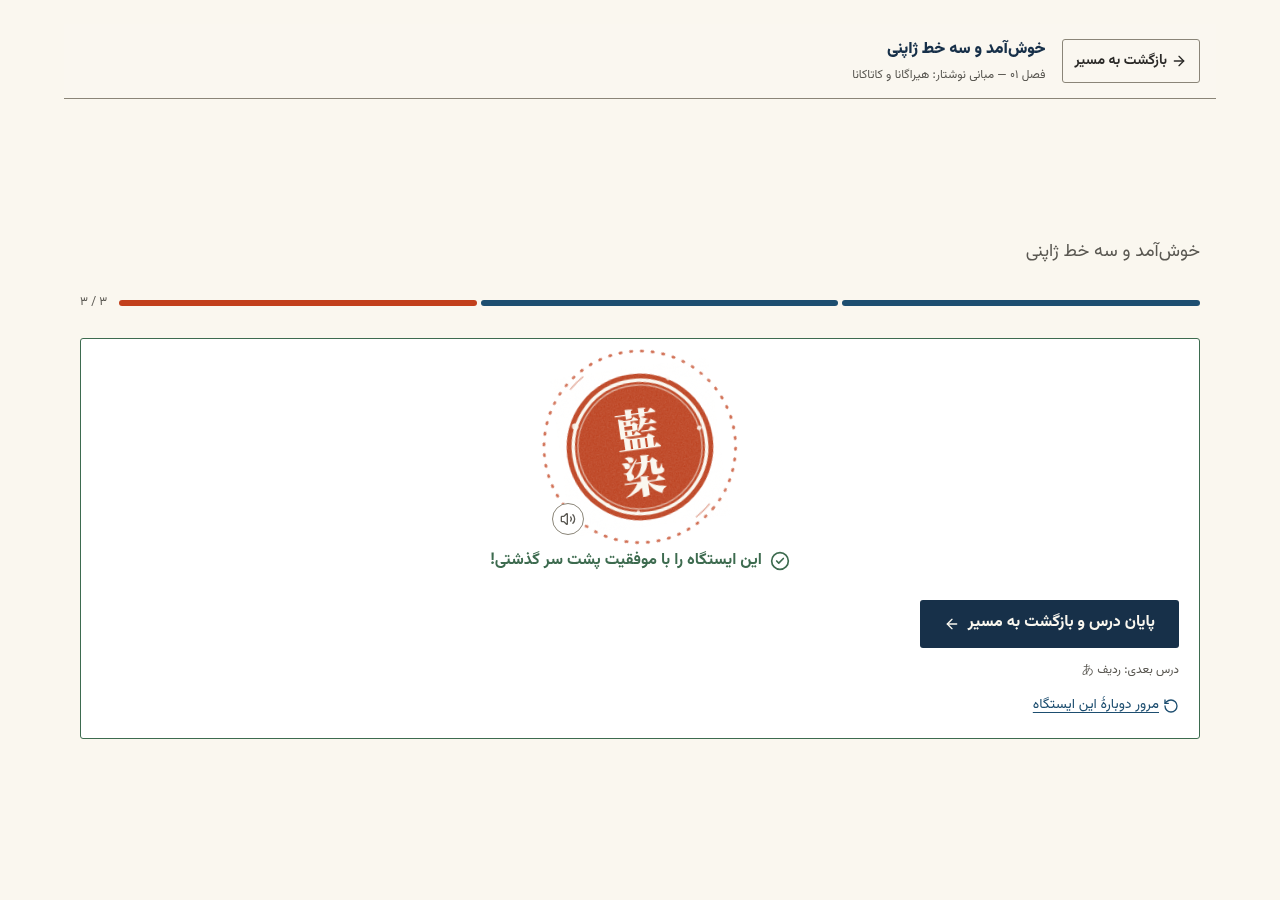 بازگشت به مسیر
خوش‌آمد و سه خط ژاپنی
فصل ۰۱ — مبانی نوشتار: هیراگانا و کاتاکانا
خوش‌آمد و سه خط ژاپنی
۳ / ۳
藍
染
این ایستگاه را با موفقیت پشت سر گذشتی!
پایان درس و بازگشت به مسیر
درس بعدی: ردیف あ
مرور دوبارهٔ این ایستگاه